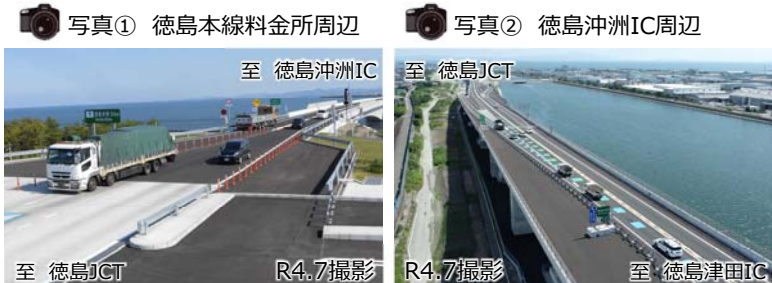 写真① 徳島本線料金所周辺
至 徳島沖洲IC
至 徳島JCT
R4.7撮影
写真② 徳島沖洲IC周辺
至 徳島JCT
R4.7撮影
至 徳島津田IC